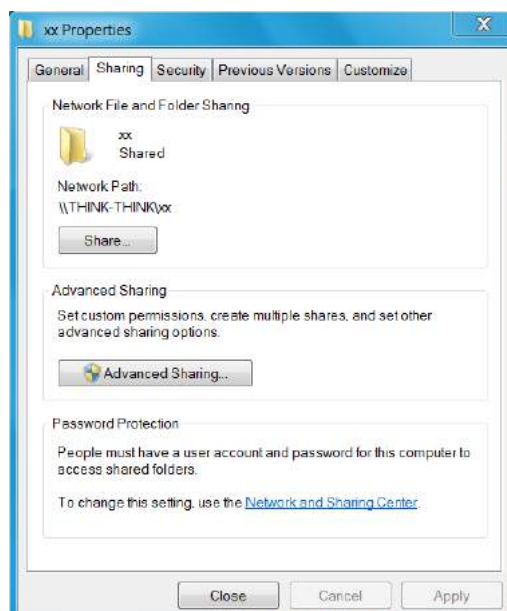 xx Properties
X
General Sharing Security Previous Versions Customize
Network File and Folder Sharing
xx
Shared
Network Path:
\\THINK-THINK\xx
Share...
Advanced Sharing
Set custom permissions, create multiple shares, and set other
advanced sharing options.
Advanced Sharing...
Password Protection
People must have a user account and password for this computer to
access shared folders.
To change this setting, use the Network and Sharing Center.
Close Cancel Apply